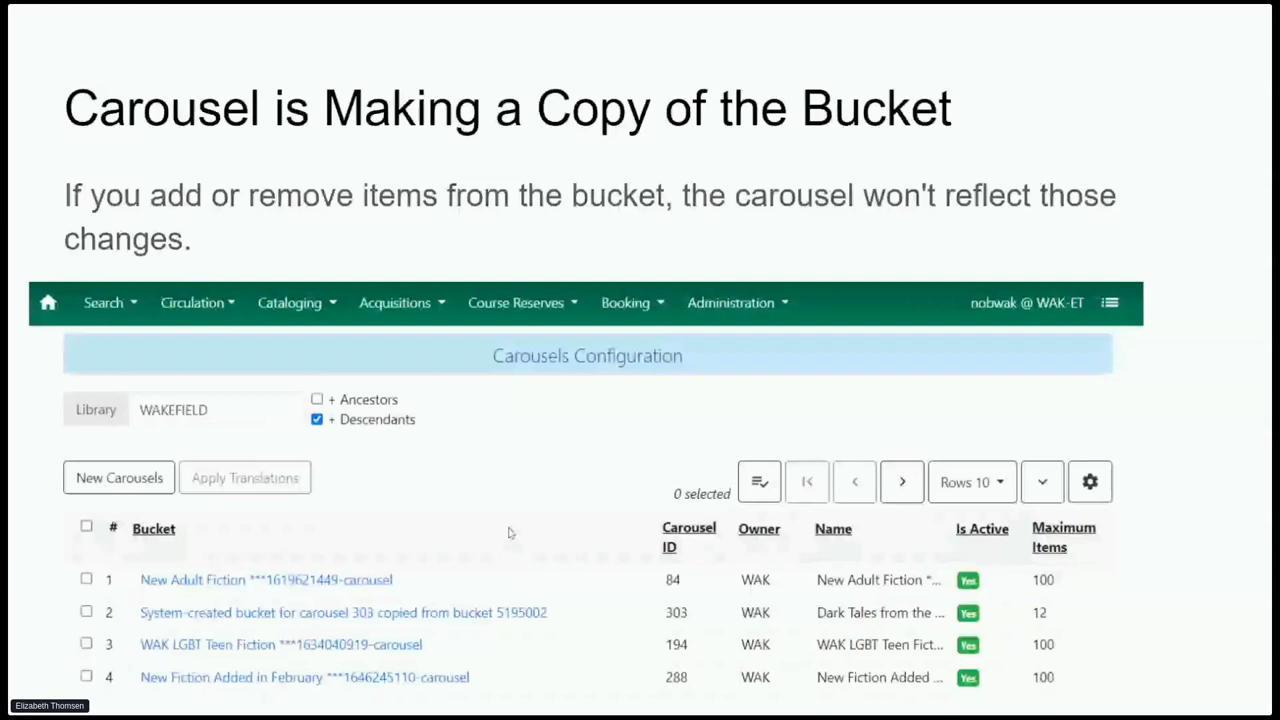 Carousel is Making a Copy of the Bucket
If you add or remove items from the bucket, the carousel won't reflect those
changes.
Search Circulation Cataloging Acquisitions Course Reserves Booking Administration nobwak @ WAK-ET
Carousels Configuration
Library WAKEFIELD
+ Ancestors
+ Descendants
New Carousels Apply Translations 0 selected Rows 10
# Bucket Carousel ID Owner Name Is Active Maximum Items
1 New Adult Fiction ***1619621449-carousel 84 WAK New Adult Fiction *... Yes 100
2 System-created bucket for carousel 303 copied from bucket 5195002 303 WAK Dark Tales from the ... Yes 12
3 WAK LGBT Teen Fiction ***1634040919-carousel 194 WAK WAK LGBT Teen Fict... Yes 100
4 New Fiction Added in February ***1646245110-carousel 288 WAK New Fiction Added ... Yes 100
Elizabeth Thomsen